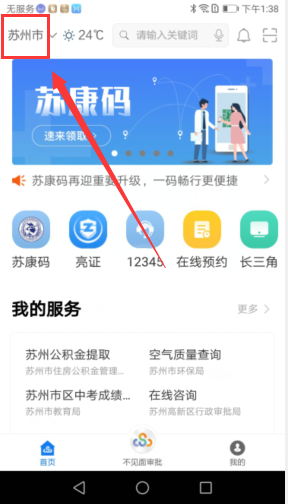 无服务 下午1:38
苏州市 24℃ 请输入关键词
苏康码
速来领取>
苏康码再迎重要升级，一码畅行更便捷
苏康码 亮证 12345 在线预约 长三角
我的服务 更多 >
苏州公积金提取 空气质量查询
苏州市住房公积金管理... 苏州市环保局
苏州市区中考成绩... 在线咨询
苏州市教育局 苏州高新区行政审批局
首页 不见面审批 我的